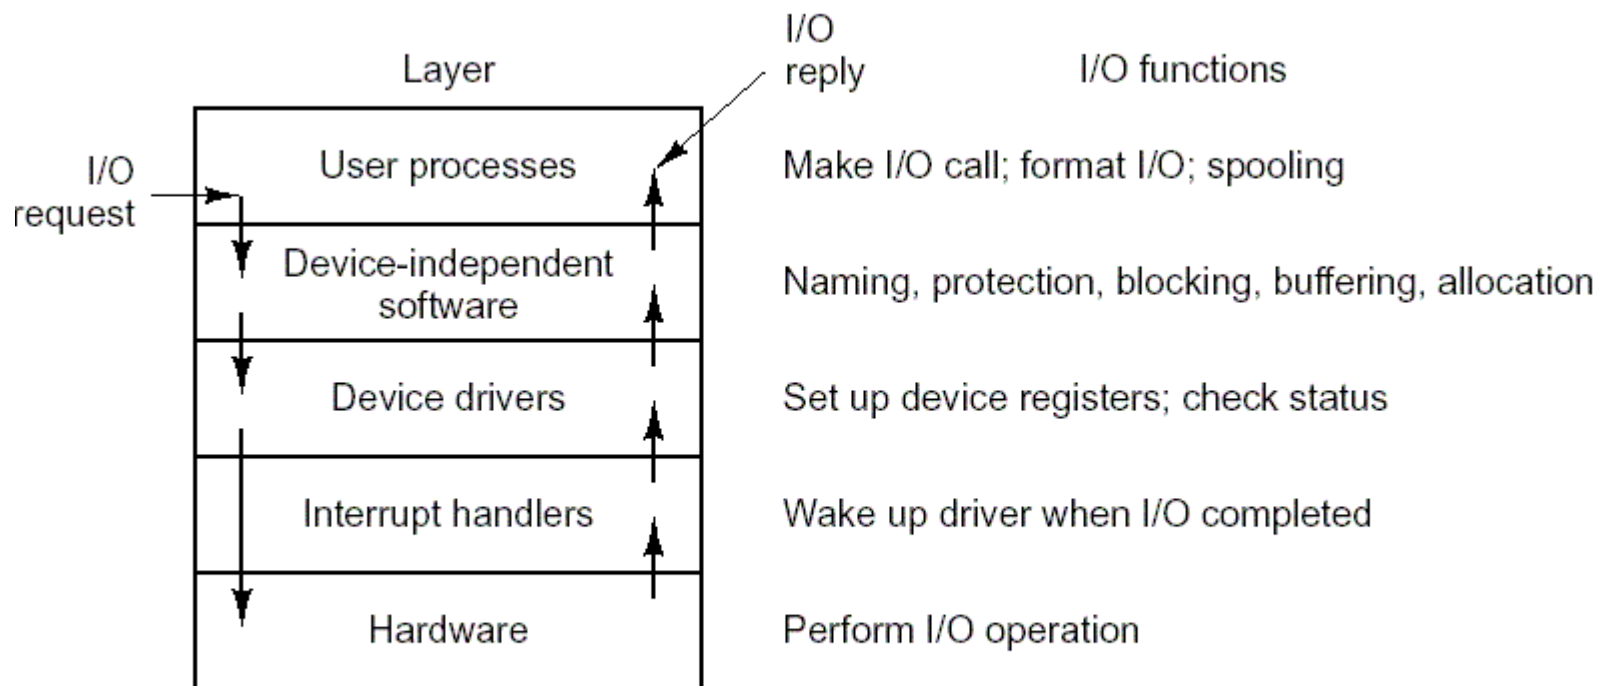 I/O
reply
Layer
I/O functions
I/O
request
User processes
Make I/O call; format I/O; spooling
Device-independent
software
Naming, protection, blocking, buffering, allocation
Device drivers
Set up device registers; check status
Interrupt handlers
Wake up driver when I/O completed
Hardware
Perform I/O operation